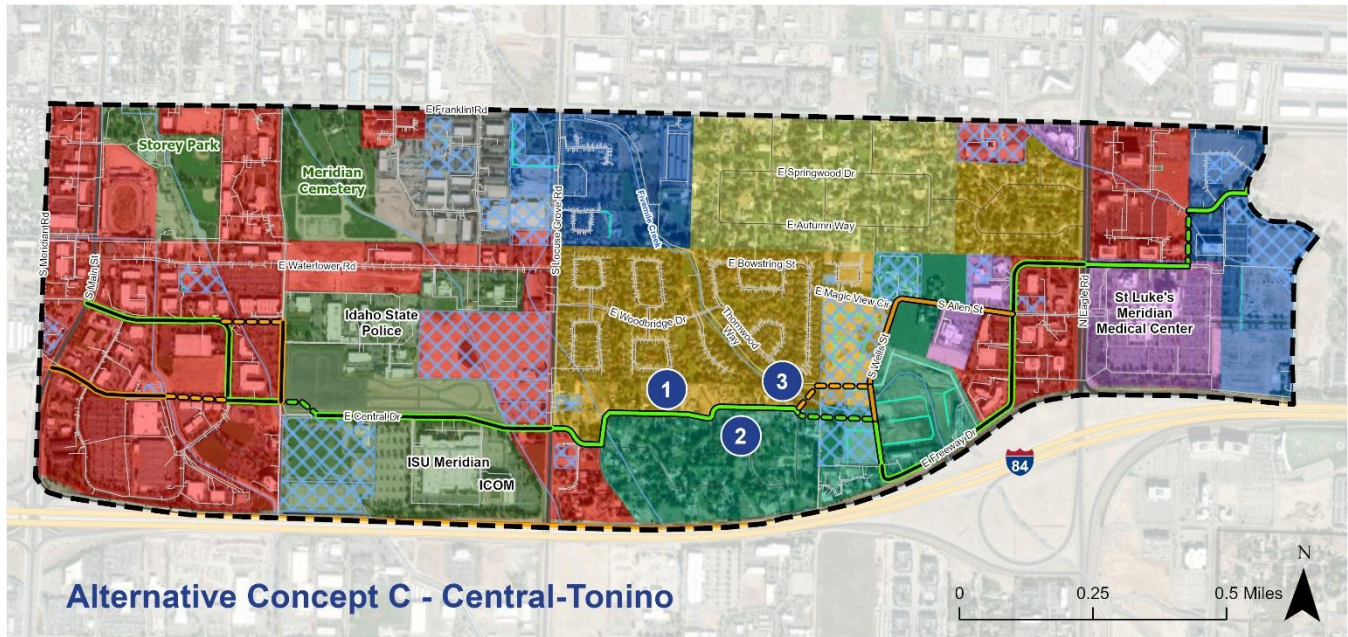 E Franklin Rd
Storey Park
Meridian
Cemetery
S Meridian Rd
S Main St
E Waterlower Rd
Idaho State
Police
S Locuse Grove Rd
Fivemile Creek
E Springwood Dr
E Autumn Way
E Bowstring St
E Woodbridge Dr
Thornwood
Way
E Magic View Cir
S Allen St
S Wells St
N Eagle Rd
St Luke's
Meridian
Medical Center
1
3
2
E Central Dr
ISU Meridian
ICOM
E Freeway Dr
84
Alternative Concept C - Central-Tonino
0 0.25 0.5 Miles
N